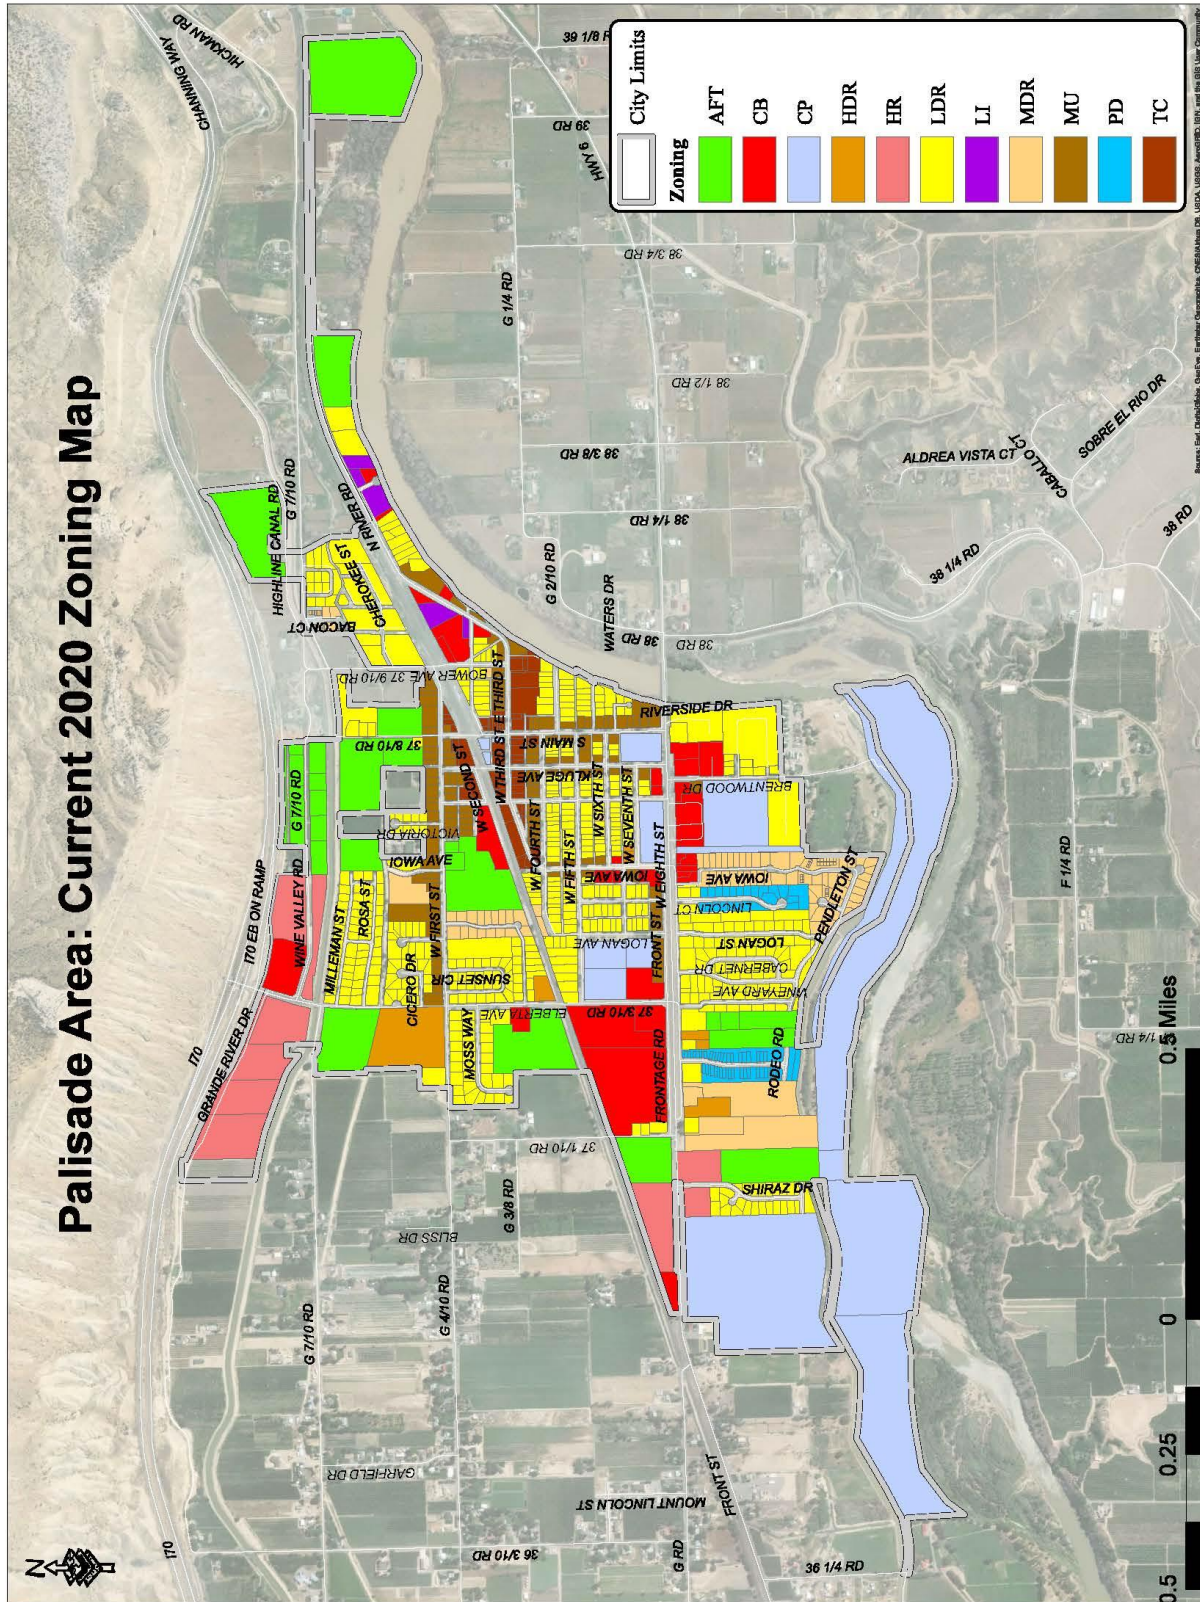 Palisade Area: Current 2020 Zoning Map
N
City Limits
Zoning
AFT
CB
CP
HDR
HR
LDR
LI
MDR
MU
PD
TC
HICKMAN RD
CHANNING WAY
39 RD
HWY 6
38 3/4 RD
G 1/4 RD
38 1/2 RD
38 3/8 RD
38 1/4 RD
ALDREA VISTA CT
CABALLO CT
SOBRE EL RIO DR
38 RD
38 1/4 RD
G 7/10 RD
HIGHLINE CANAL RD
N RIVER RD
CHEROKEE ST
BACON CT
G 2/10 RD
WATERS DR
38 RD
38 RD
37 9/10 RD
BOWER AVE
E THIRD ST
RIVERSIDE DR
37 8/10 RD
S MAIN ST
W THIRD ST
W SECOND ST
KLUGE AVE
W SIXTH ST
W SEVENTH ST
BRENTWOOD DR
G 7/10 RD
VICTORIA DR
IOWA AVE
W FOURTH ST
W FIFTH ST
IOWA AVE
W EIGHTH ST
IOWA AVE
PENDLETON ST
F 1/4 RD
I70 EB ON RAMP
WINE VALLEY RD
MILLEMAN ST
ROSA ST
W FIRST ST
LINCOLN CT
LOGAN AVE
FRONT ST
LOGAN ST
CICERO DR
SUNSET CIR
CABERNET DR
VINEYARD AVE
GRANDE RIVER DR
I70
ELBERTA AVE
37 3/10 RD
MOSS WAY
FRONTAGE RD
RODEO RD
37 1/10 RD
SHIRAZ DR
G 3/8 RD
BLISS DR
G 7/10 RD
G 4/10 RD
GARFIELD DR
MOUNT LINCOLN ST
FRONT ST
I70
36 3/10 RD
G RD
36 1/4 RD
0.5
0.25
0
0.5 Miles